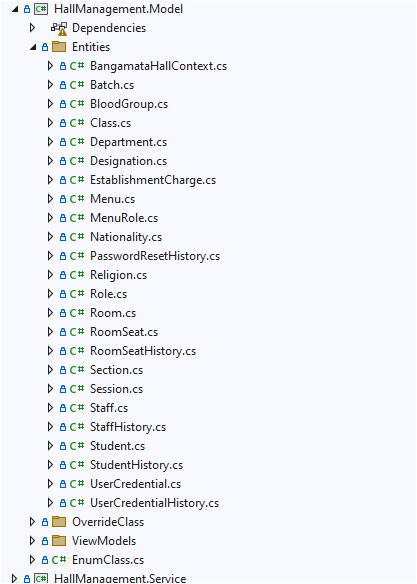 C# HallManagement.Model
Dependencies
Entities
C# BangamataHallContext.cs
C# Batch.cs
C# BloodGroup.cs
C# Class.cs
C# Department.cs
C# Designation.cs
C# EstablishmentCharge.cs
C# Menu.cs
C# MenuRole.cs
C# Nationality.cs
C# PasswordResetHistory.cs
C# Religion.cs
C# Role.cs
C# Room.cs
C# RoomSeat.cs
C# RoomSeatHistory.cs
C# Section.cs
C# Session.cs
C# Staff.cs
C# StaffHistory.cs
C# Student.cs
C# StudentHistory.cs
C# UserCredential.cs
C# UserCredentialHistory.cs
OverrideClass
ViewModels
C# EnumClass.cs
C# HallManagement.Service